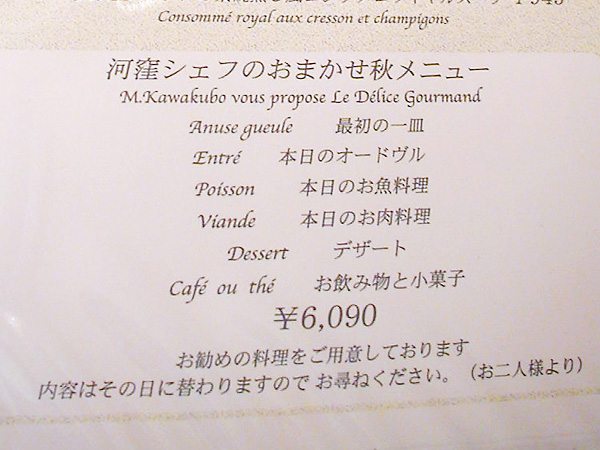 Consommé royal aux cresson et champigons
河窪シェフのおまかせ秋メニュー
M.Kawakubo vous propose Le Délice Gourmand
Anuse gueule 最初の一皿
Entré 本日のオードヴル
Poisson 本日のお魚料理
Viande 本日のお肉料理
Dessert デザート
Café ou thé お飲み物と小菓子
¥6,090
お勧めの料理をご用意しております
内容はその日に替わりますので お尋ねください。（お二人様より）